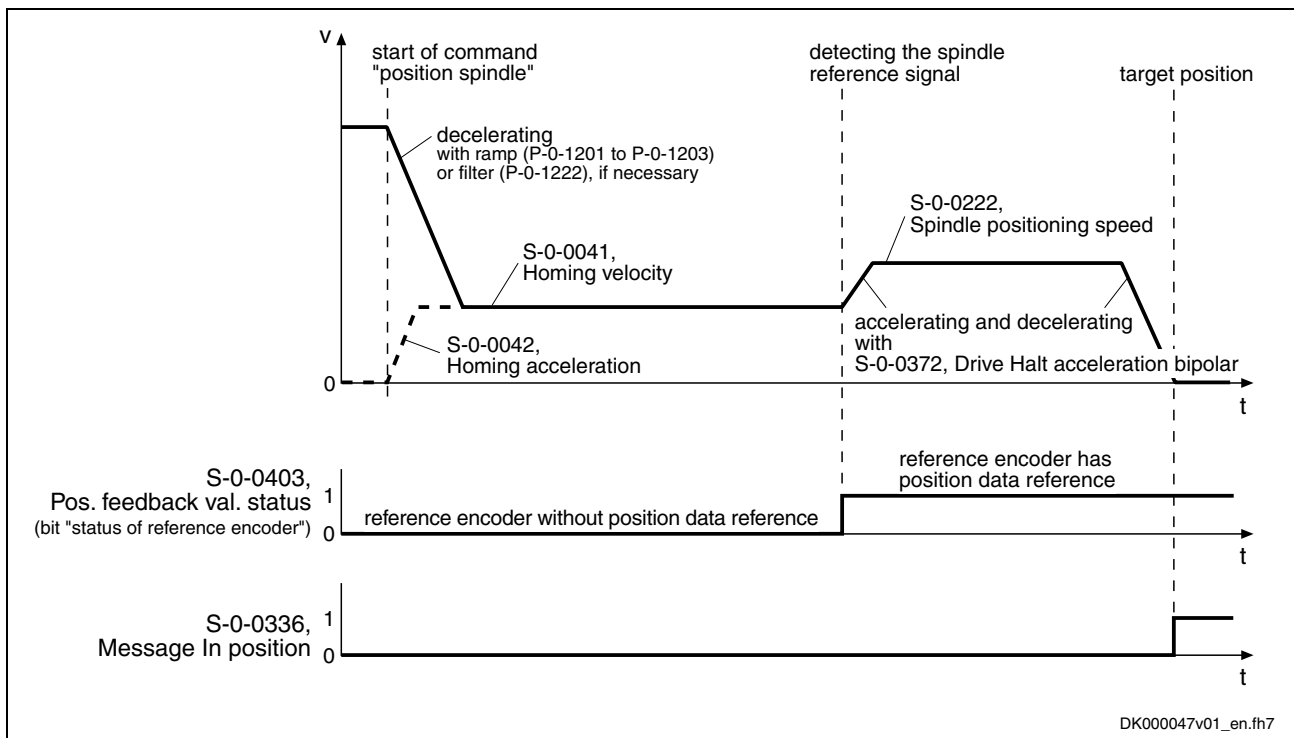 v
start of command
"position spindle"
detecting the spindle
reference signal
target position
decelerating
with ramp (P-0-1201 to P-0-1203)
or filter (P-0-1222), if necessary
S-0-0222,
Spindle positioning speed
S-0-0041,
Homing velocity
S-0-0042,
Homing acceleration
accelerating and decelerating
with
S-0-0372, Drive Halt acceleration bipolar
0
t
S-0-0403,
Pos. feedback val. status
(bit "status of reference encoder")
1
0
reference encoder without position data reference
reference encoder has
position data reference
t
S-0-0336,
Message In position
1
0
t
DK000047v01_en.fh7